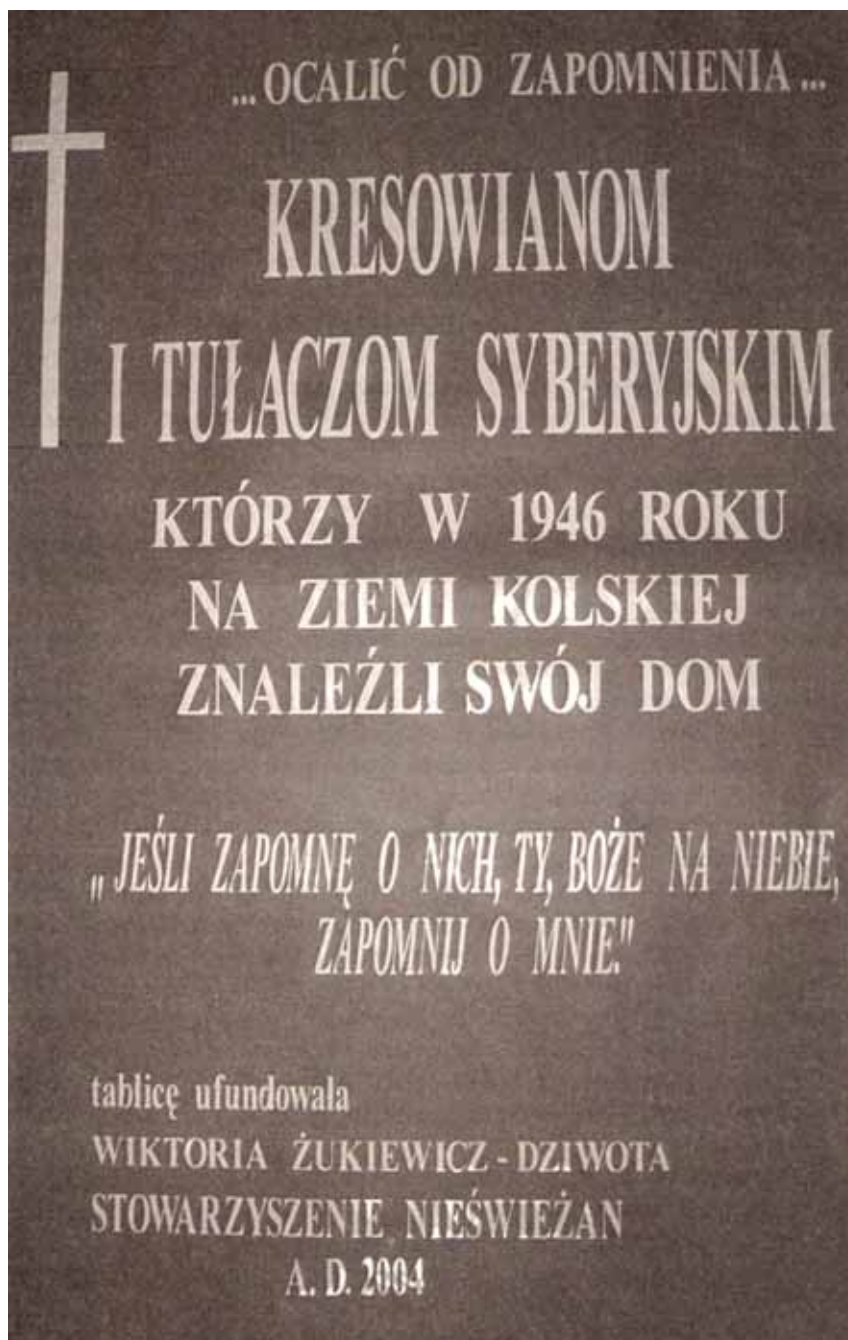 ...OCALIĆ OD ZAPOMNIENIA...
KRESOWIANOM
I TUŁACZOM SYBERYJSKIM
KTÓRZY W 1946 ROKU
NA ZIEMI KOLSKIEJ
ZNALEŹLI SWÓJ DOM
„JEŚLI ZAPOMNĘ O NICH, TY, BOŻE NA NIEBIE,
ZAPOMNIJ O MNIE."
tablicę ufundowała
WIKTORIA ŻUKIEWICZ - DZIWOTA
STOWARZYSZENIE NIEŚWIEŻAN
A. D. 2004